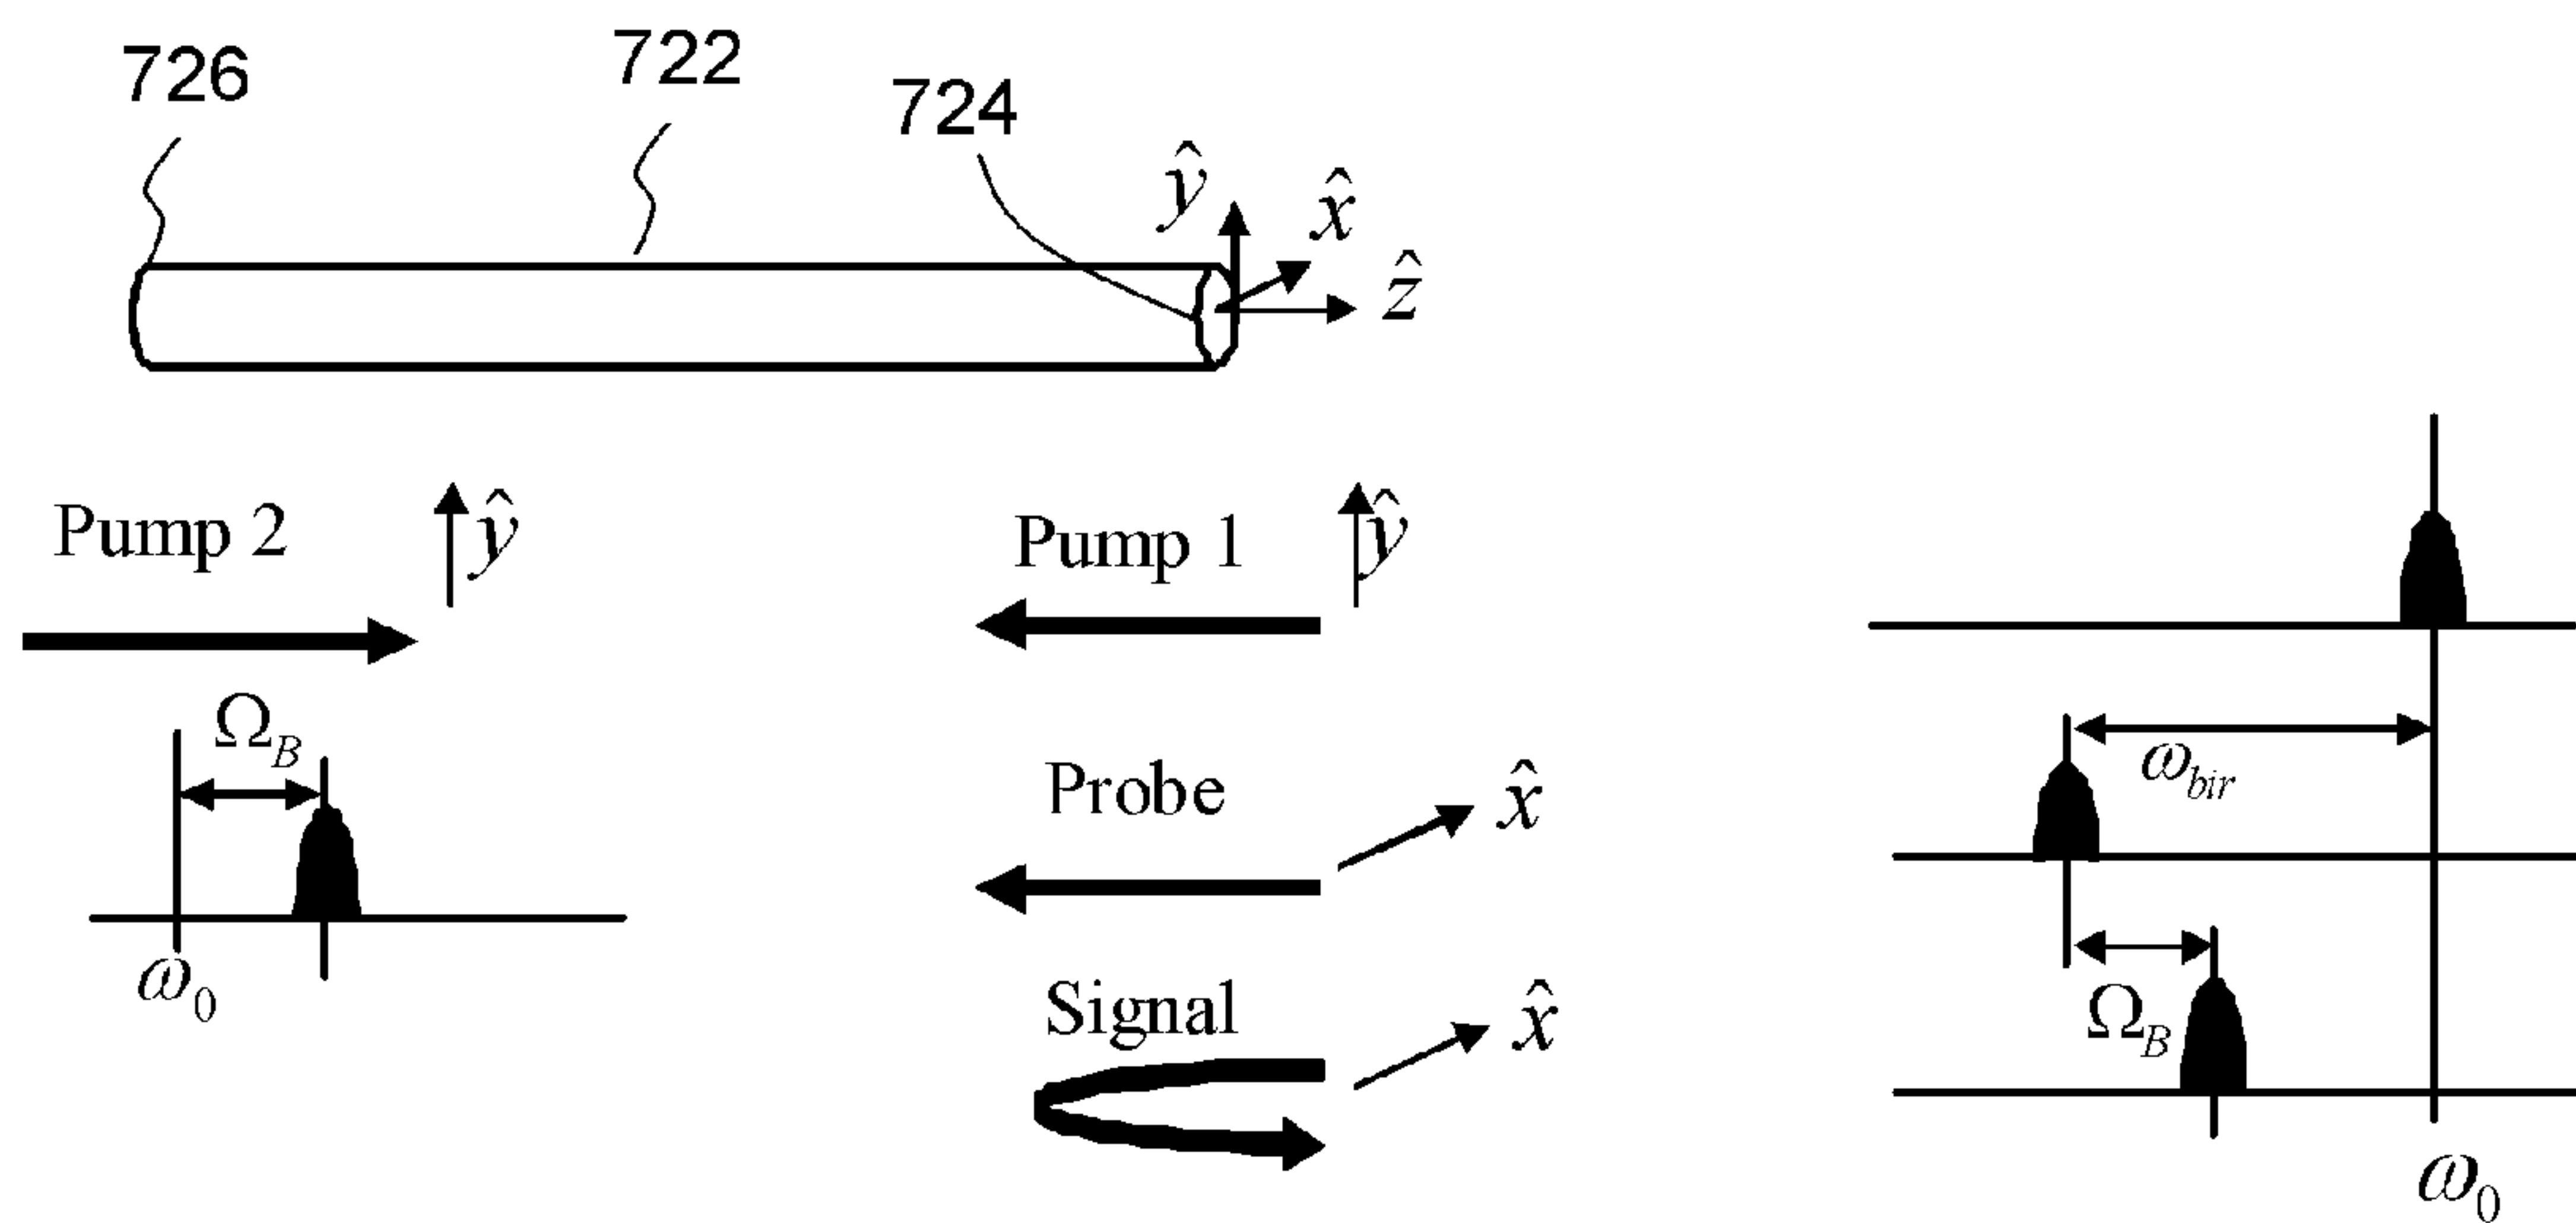 726
722
724
ŷ
x̂
ẑ
Pump 2
ŷ
Pump 1
ŷ
Ω_B
ω_0
Probe
x̂
ω_bir
Signal
x̂
Ω_B
ω_0